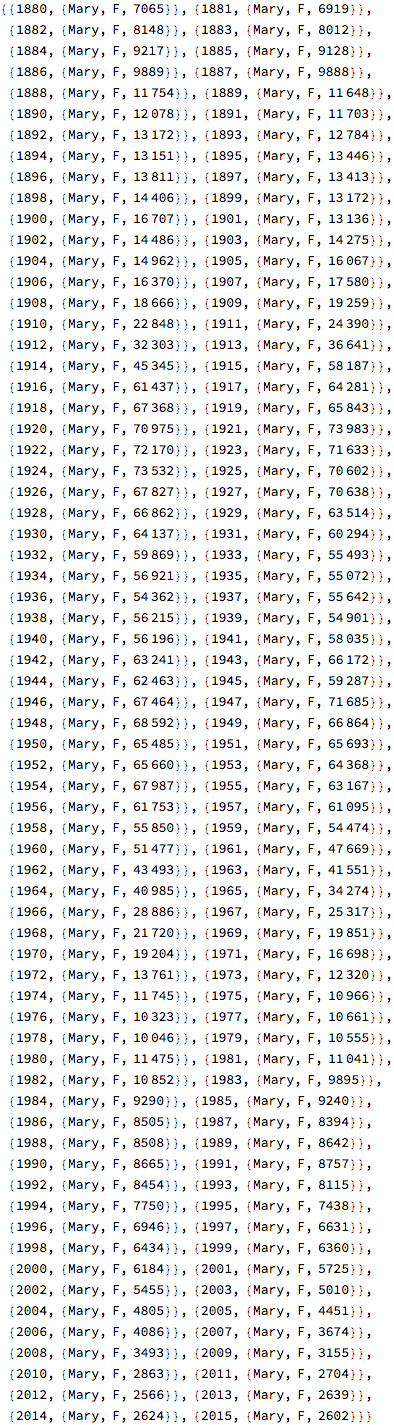 {{1880, {Mary, F, 7065}}, {1881, {Mary, F, 6919}},
{1882, {Mary, F, 8148}}, {1883, {Mary, F, 8012}},
{1884, {Mary, F, 9217}}, {1885, {Mary, F, 9128}},
{1886, {Mary, F, 9889}}, {1887, {Mary, F, 9888}},
{1888, {Mary, F, 11 754}}, {1889, {Mary, F, 11 648}},
{1890, {Mary, F, 12 078}}, {1891, {Mary, F, 11 703}},
{1892, {Mary, F, 13 172}}, {1893, {Mary, F, 12 784}},
{1894, {Mary, F, 13 151}}, {1895, {Mary, F, 13 446}},
{1896, {Mary, F, 13 811}}, {1897, {Mary, F, 13 413}},
{1898, {Mary, F, 14 406}}, {1899, {Mary, F, 13 172}},
{1900, {Mary, F, 16 707}}, {1901, {Mary, F, 13 136}},
{1902, {Mary, F, 14 486}}, {1903, {Mary, F, 14 275}},
{1904, {Mary, F, 14 962}}, {1905, {Mary, F, 16 067}},
{1906, {Mary, F, 16 370}}, {1907, {Mary, F, 17 580}},
{1908, {Mary, F, 18 666}}, {1909, {Mary, F, 19 259}},
{1910, {Mary, F, 22 848}}, {1911, {Mary, F, 24 390}},
{1912, {Mary, F, 32 303}}, {1913, {Mary, F, 36 641}},
{1914, {Mary, F, 45 345}}, {1915, {Mary, F, 58 187}},
{1916, {Mary, F, 61 437}}, {1917, {Mary, F, 64 281}},
{1918, {Mary, F, 67 368}}, {1919, {Mary, F, 65 843}},
{1920, {Mary, F, 70 975}}, {1921, {Mary, F, 73 983}},
{1922, {Mary, F, 72 170}}, {1923, {Mary, F, 71 633}},
{1924, {Mary, F, 73 532}}, {1925, {Mary, F, 70 602}},
{1926, {Mary, F, 67 827}}, {1927, {Mary, F, 70 638}},
{1928, {Mary, F, 66 862}}, {1929, {Mary, F, 63 514}},
{1930, {Mary, F, 64 137}}, {1931, {Mary, F, 60 294}},
{1932, {Mary, F, 59 869}}, {1933, {Mary, F, 55 493}},
{1934, {Mary, F, 56 921}}, {1935, {Mary, F, 55 072}},
{1936, {Mary, F, 54 362}}, {1937, {Mary, F, 55 642}},
{1938, {Mary, F, 56 215}}, {1939, {Mary, F, 54 901}},
{1940, {Mary, F, 56 196}}, {1941, {Mary, F, 58 035}},
{1942, {Mary, F, 63 241}}, {1943, {Mary, F, 66 172}},
{1944, {Mary, F, 62 463}}, {1945, {Mary, F, 59 287}},
{1946, {Mary, F, 67 464}}, {1947, {Mary, F, 71 685}},
{1948, {Mary, F, 68 592}}, {1949, {Mary, F, 66 864}},
{1950, {Mary, F, 65 485}}, {1951, {Mary, F, 65 693}},
{1952, {Mary, F, 65 660}}, {1953, {Mary, F, 64 368}},
{1954, {Mary, F, 67 987}}, {1955, {Mary, F, 63 167}},
{1956, {Mary, F, 61 753}}, {1957, {Mary, F, 61 095}},
{1958, {Mary, F, 55 850}}, {1959, {Mary, F, 54 474}},
{1960, {Mary, F, 51 477}}, {1961, {Mary, F, 47 669}},
{1962, {Mary, F, 43 493}}, {1963, {Mary, F, 41 551}},
{1964, {Mary, F, 40 985}}, {1965, {Mary, F, 34 274}},
{1966, {Mary, F, 28 886}}, {1967, {Mary, F, 25 317}},
{1968, {Mary, F, 21 720}}, {1969, {Mary, F, 19 851}},
{1970, {Mary, F, 19 204}}, {1971, {Mary, F, 16 698}},
{1972, {Mary, F, 13 761}}, {1973, {Mary, F, 12 320}},
{1974, {Mary, F, 11 745}}, {1975, {Mary, F, 10 966}},
{1976, {Mary, F, 10 323}}, {1977, {Mary, F, 10 661}},
{1978, {Mary, F, 10 046}}, {1979, {Mary, F, 10 555}},
{1980, {Mary, F, 11 475}}, {1981, {Mary, F, 11 041}},
{1982, {Mary, F, 10 852}}, {1983, {Mary, F, 9895}},
{1984, {Mary, F, 9290}}, {1985, {Mary, F, 9240}},
{1986, {Mary, F, 8505}}, {1987, {Mary, F, 8394}},
{1988, {Mary, F, 8508}}, {1989, {Mary, F, 8642}},
{1990, {Mary, F, 8665}}, {1991, {Mary, F, 8757}},
{1992, {Mary, F, 8454}}, {1993, {Mary, F, 8115}},
{1994, {Mary, F, 7750}}, {1995, {Mary, F, 7438}},
{1996, {Mary, F, 6946}}, {1997, {Mary, F, 6631}},
{1998, {Mary, F, 6434}}, {1999, {Mary, F, 6360}},
{2000, {Mary, F, 6184}}, {2001, {Mary, F, 5725}},
{2002, {Mary, F, 5455}}, {2003, {Mary, F, 5010}},
{2004, {Mary, F, 4805}}, {2005, {Mary, F, 4451}},
{2006, {Mary, F, 4086}}, {2007, {Mary, F, 3674}},
{2008, {Mary, F, 3493}}, {2009, {Mary, F, 3155}},
{2010, {Mary, F, 2863}}, {2011, {Mary, F, 2704}},
{2012, {Mary, F, 2566}}, {2013, {Mary, F, 2639}},
{2014, {Mary, F, 2624}}, {2015, {Mary, F, 2602}}}